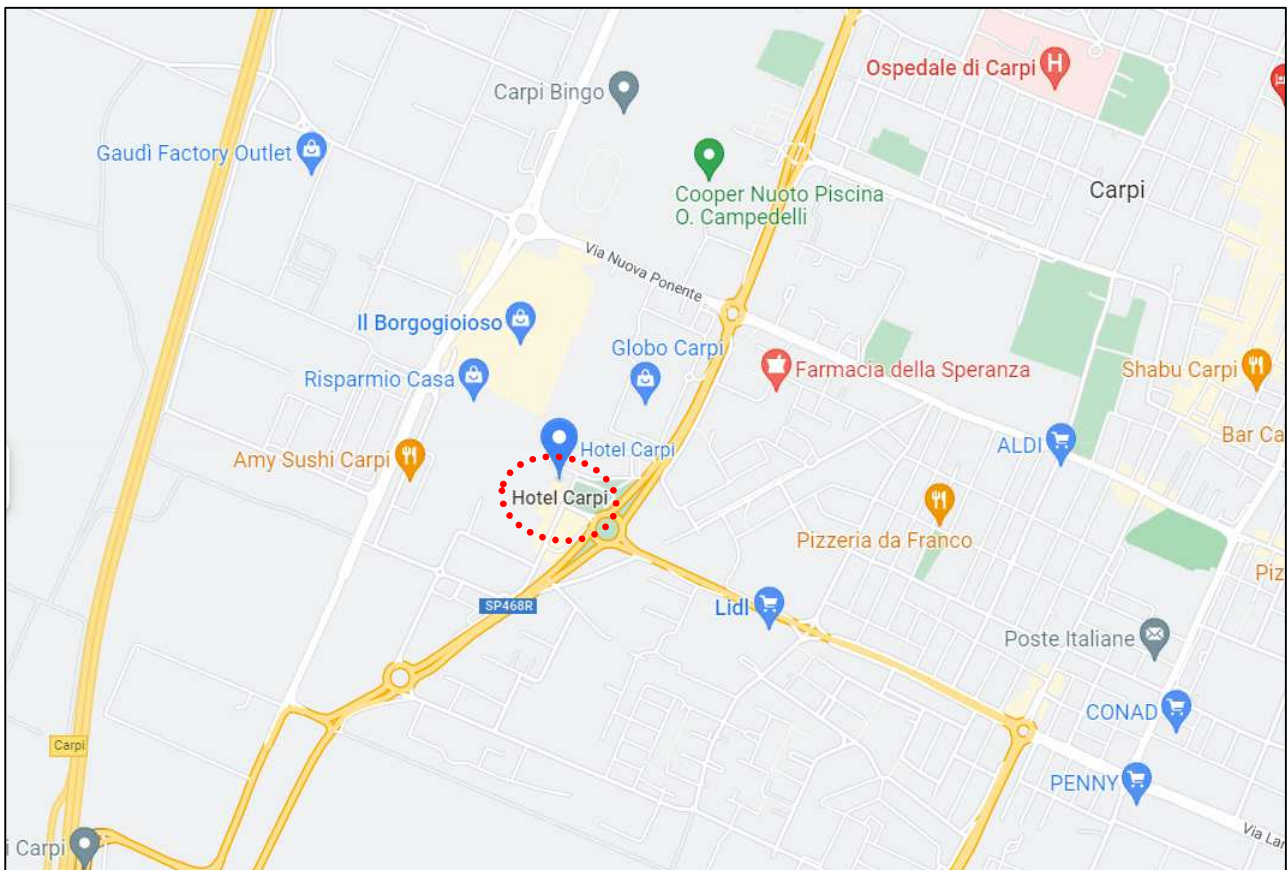 Ospedale di Carpi
H
Carpi Bingo
Gaudì Factory Outlet
Cooper Nuoto Piscina
O. Campedelli
Carpi
Via Nuova Ponente
Il Borgogioioso
Globo Carpi
Farmacia della Speranza
Shabu Carpi
Risparmio Casa
Hotel Carpi
ALDI
Bar Ca
Amy Sushi Carpi
Hotel Carpi
Pizzeria da Franco
Piz
SP468R
Lidl
Poste Italiane
CONAD
Carpi
PENNY
Via Lar
i Carpi